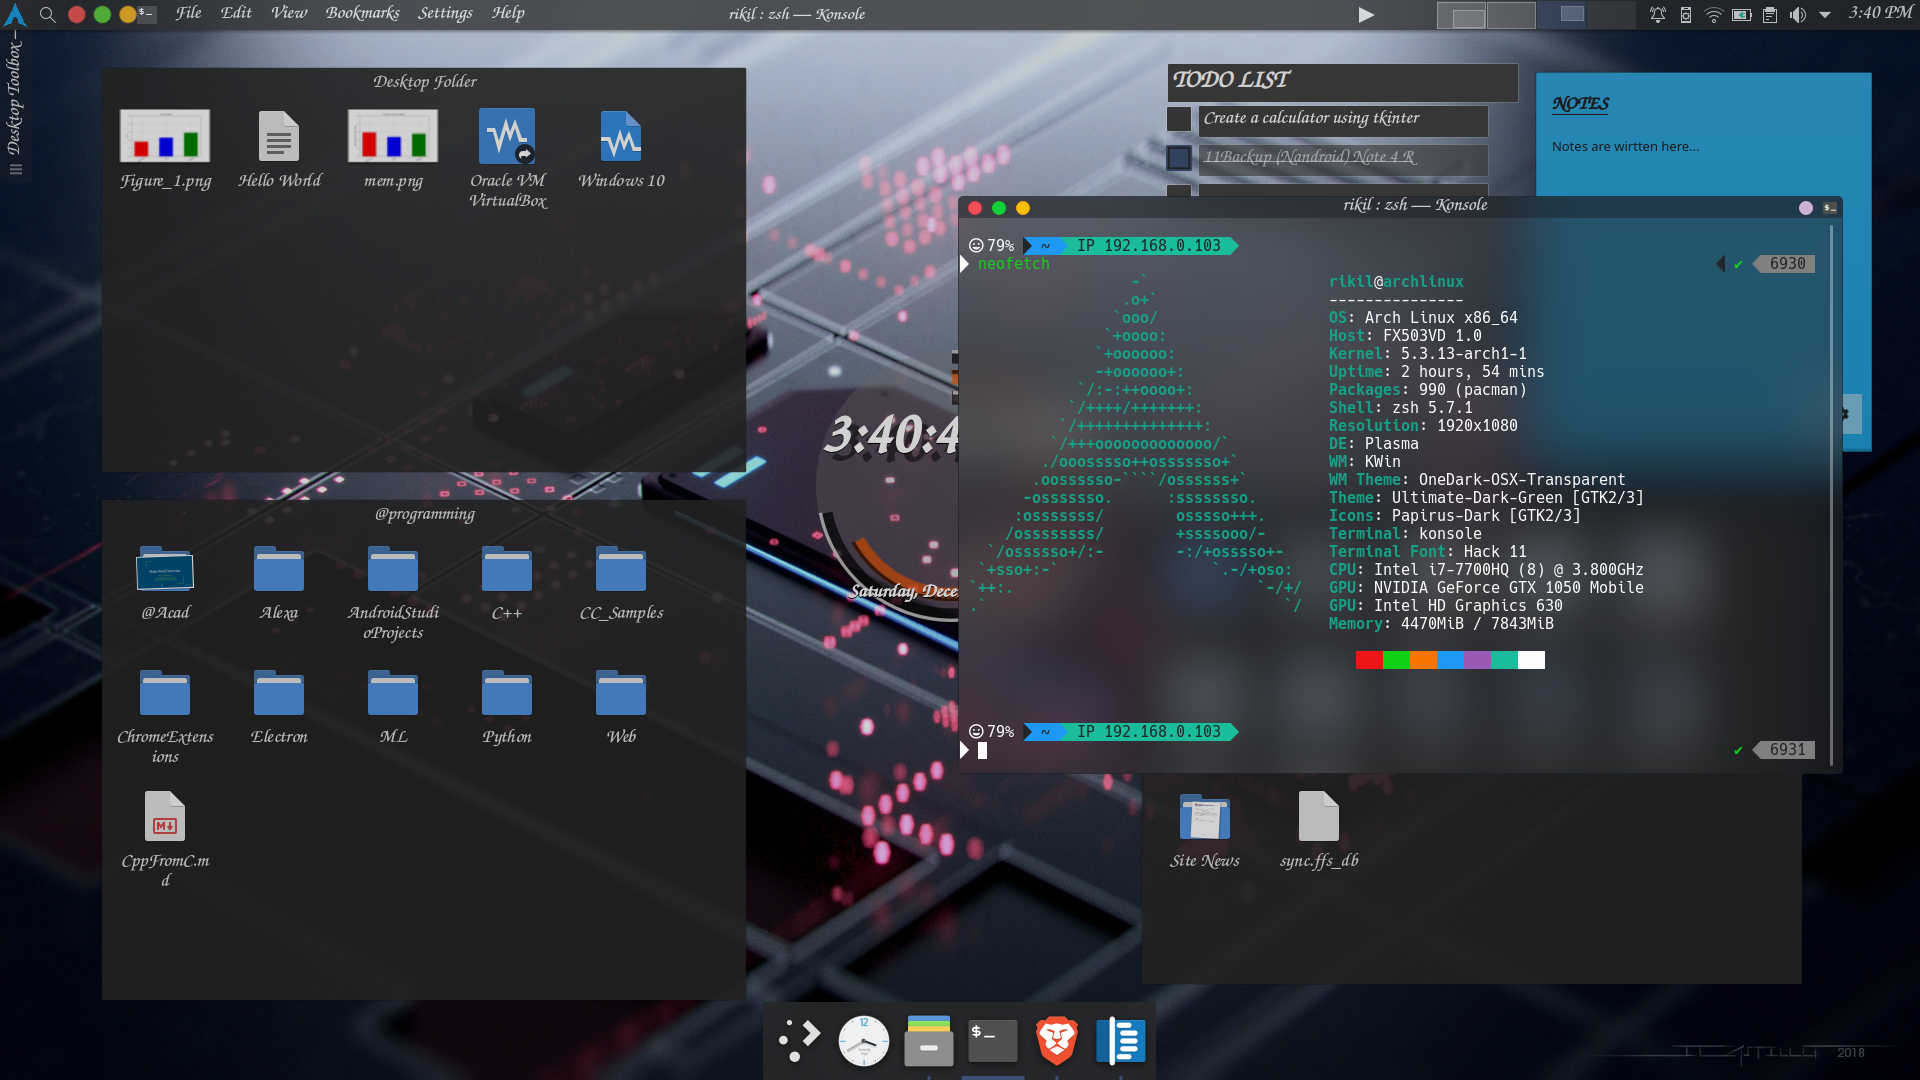 File Edit View Bookmarks Settings Help
rikil : zsh — Konsole
3:40 PM
Desktop Toolbox —
Desktop Folder
Figure_1.png
Hello World
mem.png
Oracle VM
VirtualBox
Windows 10
@programming
@Acad
Alexa
AndroidStudi
oProjects
C++
CC_Samples
ChromeExtens
ions
Electron
ML
Python
Web
CppFromC.m
d
3:40:4
Saturday, Dece
TODO LIST
Create a calculator using tkinter
11Backup (Nandroid) Note 4 R
NOTES
Notes are wirtten here...
rikil : zsh — Konsole
79% ~ IP 192.168.0.103
neofetch
✔ 6930
rikil@archlinux
---------------
OS: Arch Linux x86_64
Host: FX503VD 1.0
Kernel: 5.3.13-arch1-1
Uptime: 2 hours, 54 mins
Packages: 990 (pacman)
Shell: zsh 5.7.1
Resolution: 1920x1080
DE: Plasma
WM: KWin
WM Theme: OneDark-OSX-Transparent
Theme: Ultimate-Dark-Green [GTK2/3]
Icons: Papirus-Dark [GTK2/3]
Terminal: konsole
Terminal Font: Hack 11
CPU: Intel i7-7700HQ (8) @ 3.800GHz
GPU: NVIDIA GeForce GTX 1050 Mobile
GPU: Intel HD Graphics 630
Memory: 4470MiB / 7843MiB
79% ~ IP 192.168.0.103
✔ 6931
Site News
sync.ffs_db
12
$_
2018